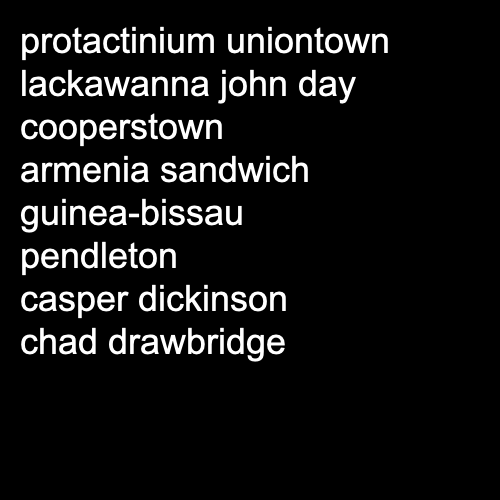 protactinium uniontown
lackawanna john day
cooperstown
armenia sandwich
guinea-bissau
pendleton
casper dickinson
chad drawbridge